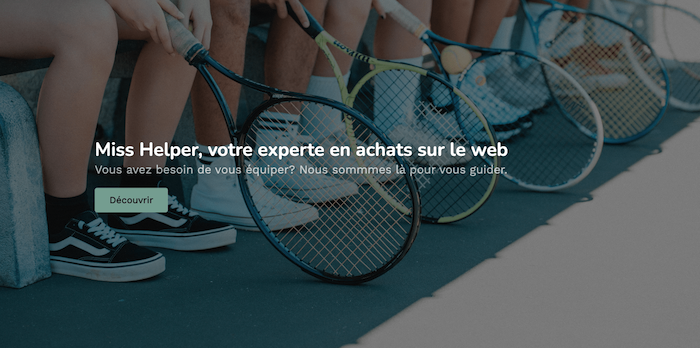 Miss Helper, votre experte en achats sur le web
Vous avez besoin de vous équiper? Nous sommmes là pour vous guider.
Découvrir